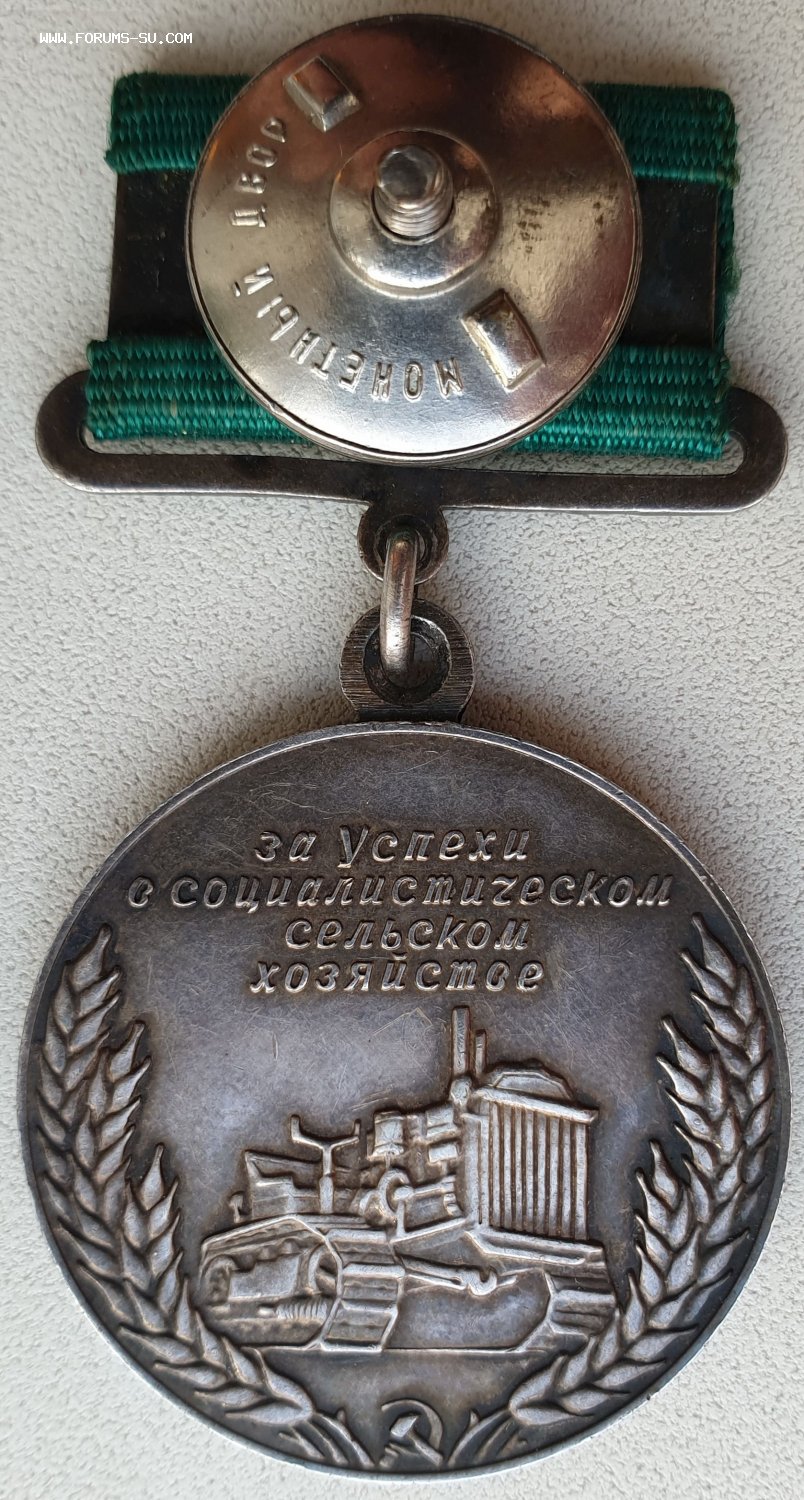 WWW.FORUMS-SU.COM
МОНЕТНЫЙ ДВОР
за успехи
в социалистическом
сельском
хозяйстве